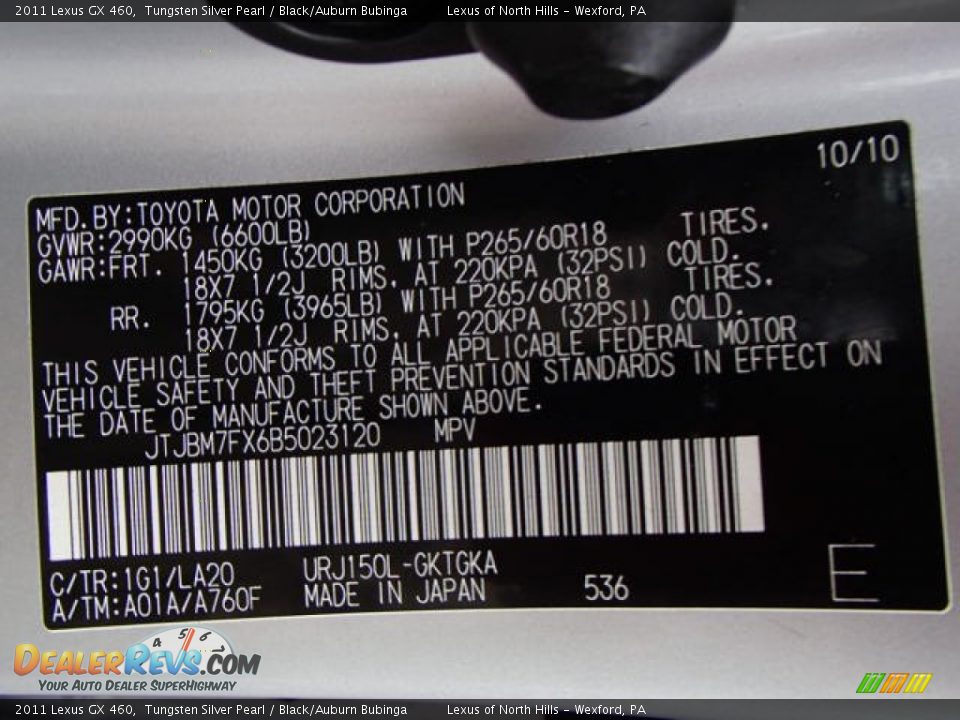 2011 Lexus GX 460, Tungsten Silver Pearl / Black/Auburn Bubinga Lexus of North Hills - Wexford, PA
10/10
MFD.BY:TOYOTA MOTOR CORPORATION
GVWR:2990KG (6600LB)
GAWR:FRT. 1450KG (3200LB) WITH P265/60R18 TIRES.
18X7 1/2J RIMS. AT 220KPA (32PSI) COLD.
RR. 1795KG (3965LB) WITH P265/60R18 TIRES.
18X7 1/2J RIMS. AT 220KPA (32PSI) COLD.
THIS VEHICLE CONFORMS TO ALL APPLICABLE FEDERAL MOTOR
VEHICLE SAFETY AND THEFT PREVENTION STANDARDS IN EFFECT ON
THE DATE OF MANUFACTURE SHOWN ABOVE.
JTJBM7FX6B5023120 MPV
C/TR:1G1/LA20 URJ150L-GKTGKA
A/TM:A01A/A760F MADE IN JAPAN 536 E
4 5 6
DEALERREVS.COM
YOUR AUTO DEALER SUPERHIGHWAY
2011 Lexus GX 460, Tungsten Silver Pearl / Black/Auburn Bubinga Lexus of North Hills - Wexford, PA